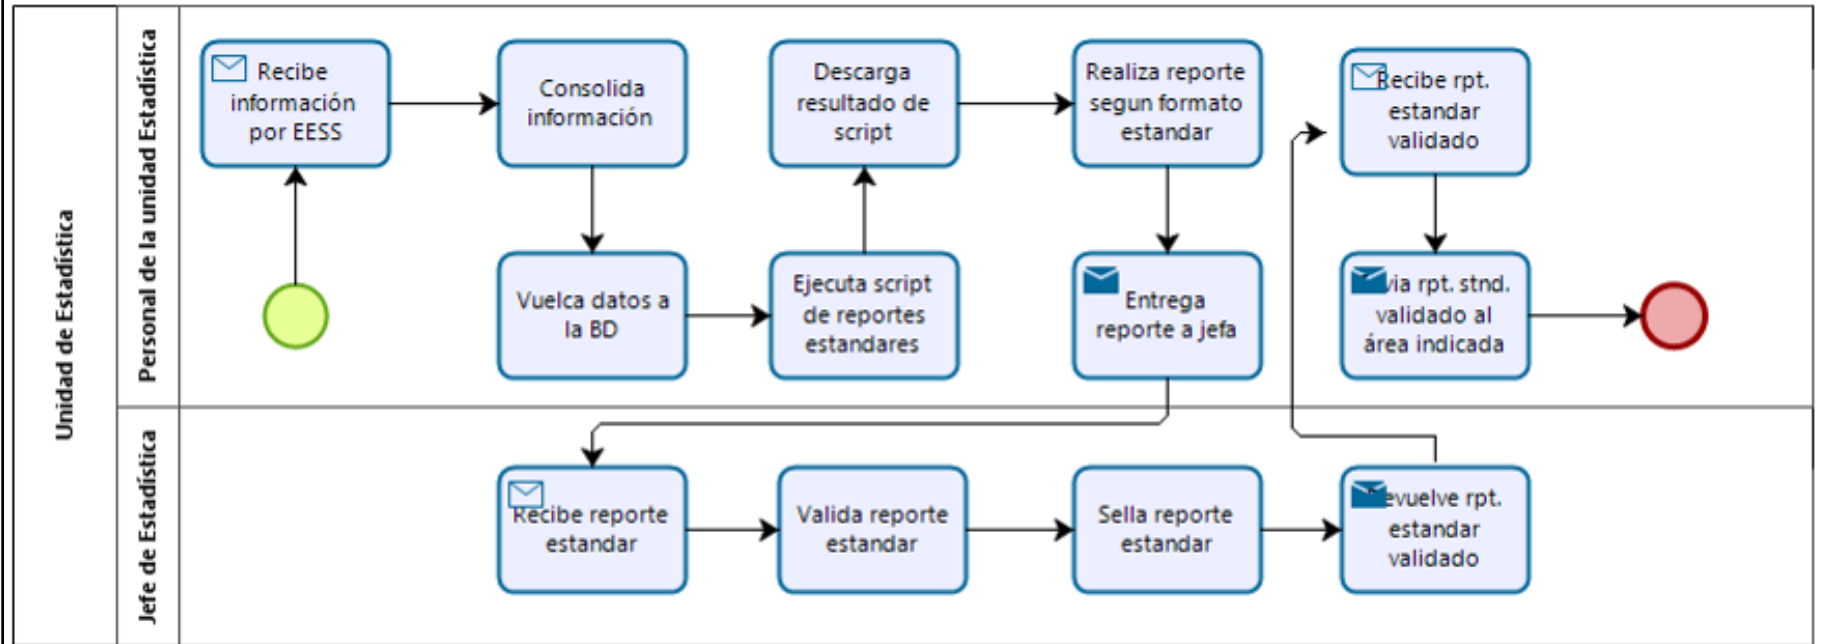 Unidad de Estadística
Personal de la unidad Estadística
Recibe
información
por EESS
Consolida
información
Vuelca datos a
la BD
Ejecuta script
de reportes
estandares
Descarga
resultado de
script
Realiza reporte
segun formato
estandar
Entrega
reporte a jefa
Recibe rpt.
estandar
validado
rpt. stnd.
validado al
área indicada
Jefe de Estadística
Recibe reporte
estandar
Valida reporte
estandar
Sella reporte
estandar
evuelve rpt.
estandar
validado